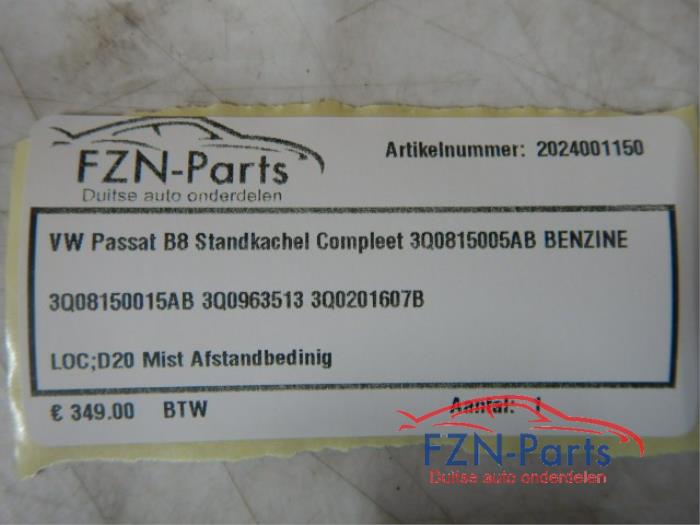 FZN-Parts
Duitse auto onderdelen
Artikelnummer: 2024001150
VW Passat B8 Standkachel Compleet 3Q0815005AB BENZINE
3Q08150015AB 3Q0963513 3Q0201607B
LOC;D20 Mist Afstandbedinig
€ 349.00 BTW Aantal: 1
FZN-Parts
Duitse auto onderdelen